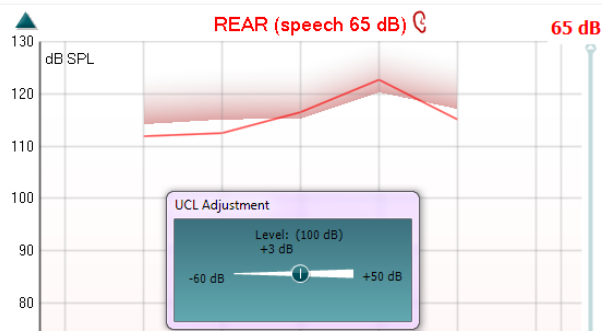 REAR (speech 65 dB)
65 dB
130
dB SPL
120
110
100
90
80
UCL Adjustment
Level: (100 dB)
+3 dB
-60 dB
+50 dB